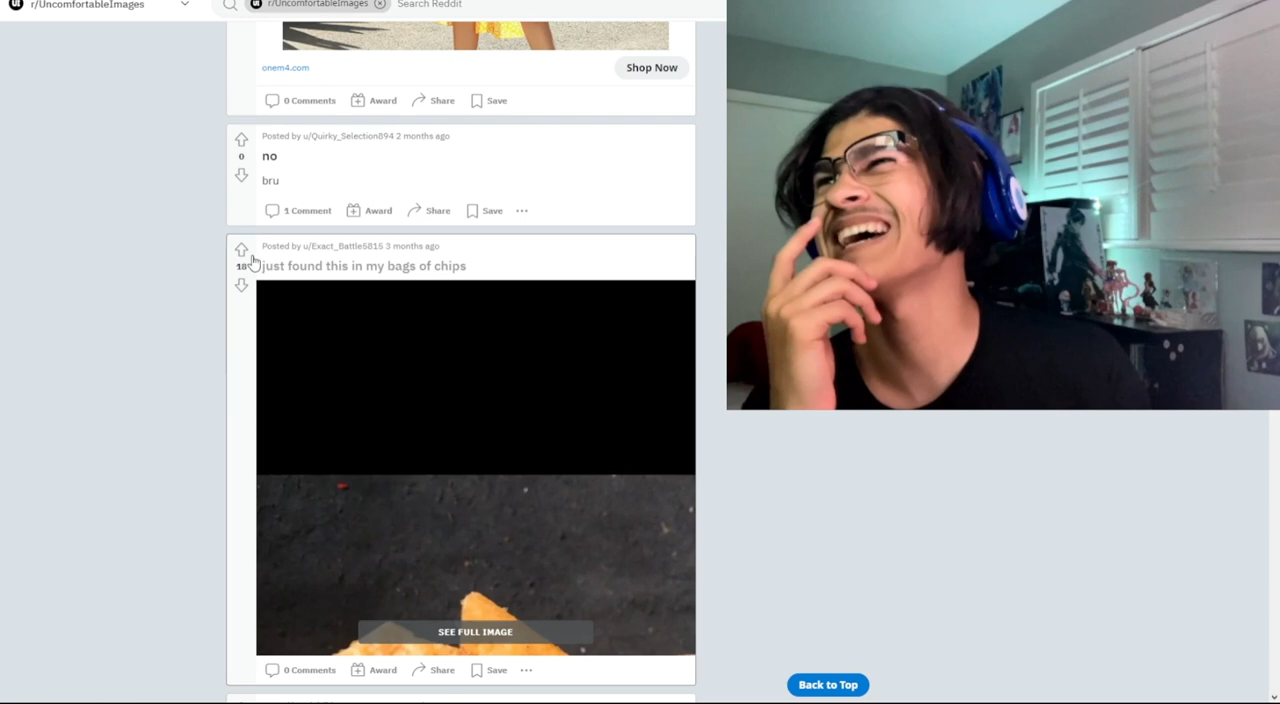 r/UncomfortableImages
r/UncomfortableImages
Search Reddit
onem4.com
Shop Now
0 Comments Award Share Save
Posted by u/Quirky_Selection894 2 months ago
0
no
bru
1 Comment Award Share Save
Posted by u/Exact_Battle5815 3 months ago
just found this in my bags of chips
SEE FULL IMAGE
0 Comments Award Share Save
Back to Top